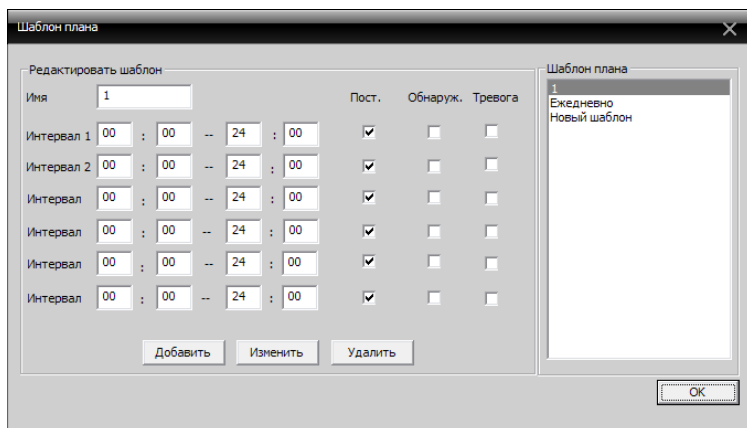 Шаблон плана
Редактировать шаблон
Имя 1 Пост. Обнаруж. Тревога
Интервал 1 00 : 00 -- 24 : 00
Интервал 2 00 : 00 -- 24 : 00
Интервал 00 : 00 -- 24 : 00
Интервал 00 : 00 -- 24 : 00
Интервал 00 : 00 -- 24 : 00
Интервал 00 : 00 -- 24 : 00
Добавить Изменить Удалить
Шаблон плана
1
Ежедневно
Новый шаблон
OK